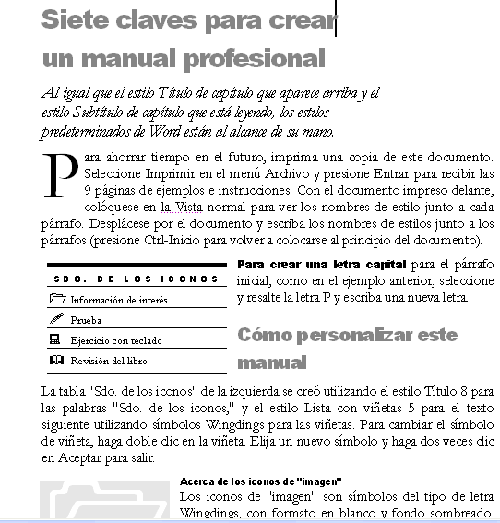 Siete claves para crear
un manual profesional
Al igual que el estilo Título de capítulo que aparece arriba y el
estilo Subtítulo de capítulo que está leyendo, los estilos
predeterminados de Word están al alcance de su mano.
Para ahorrar tiempo en el futuro, imprima una copia de este documento.
Seleccione Imprimir en el menú Archivo y presione Entrar para recibir las
9 páginas de ejemplos e instrucciones. Con el documento impreso delante,
colóquese en la Vista normal para ver los nombres de estilo junto a cada
párrafo. Desplácese por el documento y escriba los nombres de estilos junto a los
párrafos (presione Ctrl-Inicio para volver a colocarse al principio del documento).
SDO. DE LOS ICONOS
Información de interés
Prueba
Ejercicio con teclado
Revisión del libro
Para crear una letra capital para el párrafo
inicial, como en el ejemplo anterior, seleccione
y resalte la letra P y escriba una nueva letra.
Cómo personalizar este
manual
La tabla "Sdo. de los iconos" de la izquierda se creó utilizando el estilo Título 8 para
las palabras "Sdo. de los iconos," y el estilo Lista con viñetas 5 para el texto
siguiente utilizando símbolos Wingdings para las viñetas. Para cambiar el símbolo
de viñeta, haga doble clic en la viñeta. Elija un nuevo símbolo y haga dos veces clic
en Aceptar para salir.
Acerca de los iconos de "imagen"
Los iconos de "imagen" son símbolos del tipo de letra
Wingdings, con formato en blanco y fondo sombreado.